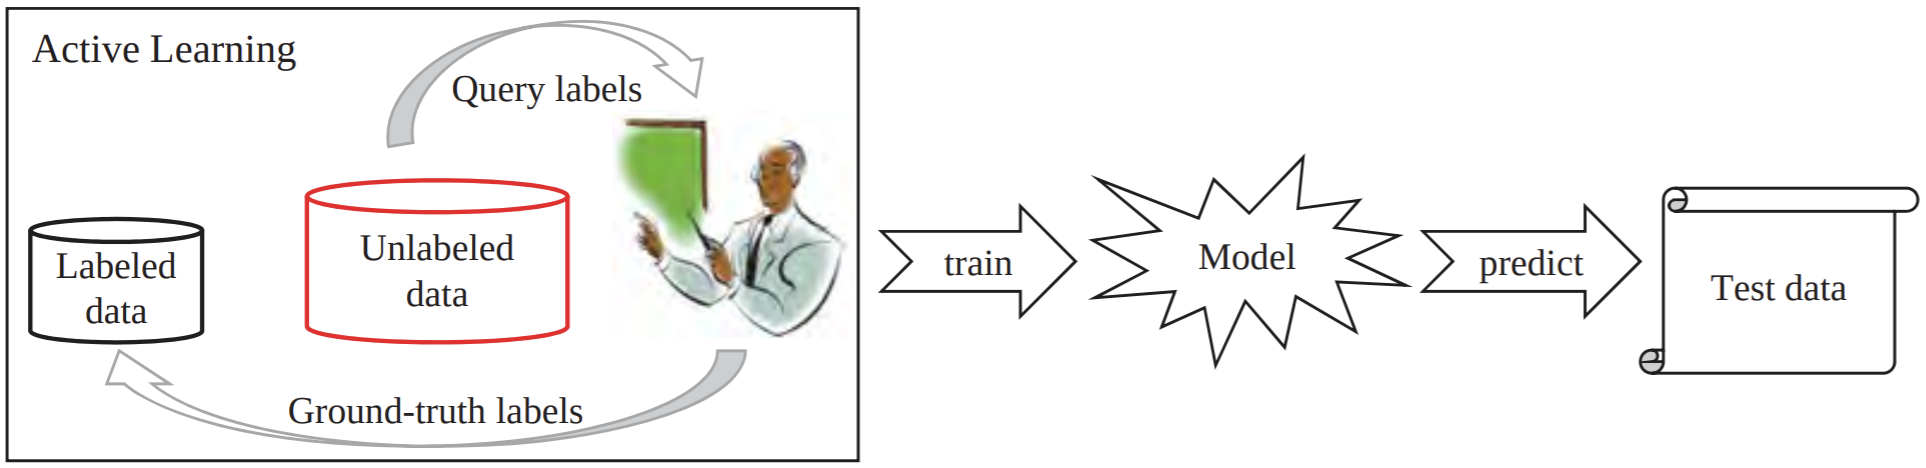 Active Learning
Query labels
Labeled
data
Unlabeled
data
Ground-truth labels
train
Model
predict
Test data